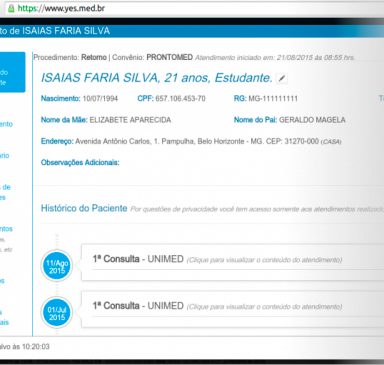 https://www.yes.med.br
to de ISAIAS FARIA SILVA
Procedimento: Retorno | Convênio: PRONTOMED Atendimento iniciado em: 21/08/2015 às 08:55 hrs.
ISAIAS FARIA SILVA, 21 anos, Estudante.
Nascimento: 10/07/1994 CPF: 657.106.453-70 RG: MG-111111111
Nome da Mãe: ELIZABETE APARECIDA Nome do Pai: GERALDO MAGELA
Endereço: Avenida Antônio Carlos, 1. Pampulha, Belo Horizonte - MG. CEP: 31270-000 (CASA)
Observações Adicionais:
Histórico do Paciente Por questões de privacidade você tem acesso somente aos atendimentos realizado
11/Ago
2015
1ª Consulta - UNIMED (Clique para visualizar o conteúdo do atendimento)
01/Jul
2015
1ª Consulta - UNIMED (Clique para visualizar o conteúdo do atendimento)
lvo às 10:20:03